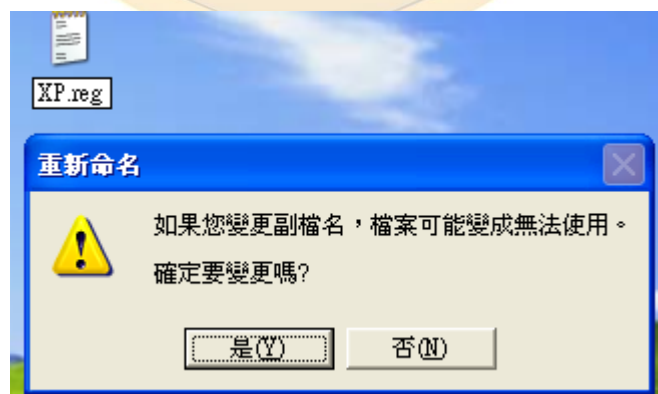 XP.reg
重新命名
如果您變更副檔名，檔案可能變成無法使用。
確定要變更嗎?
是(Y)
否(N)